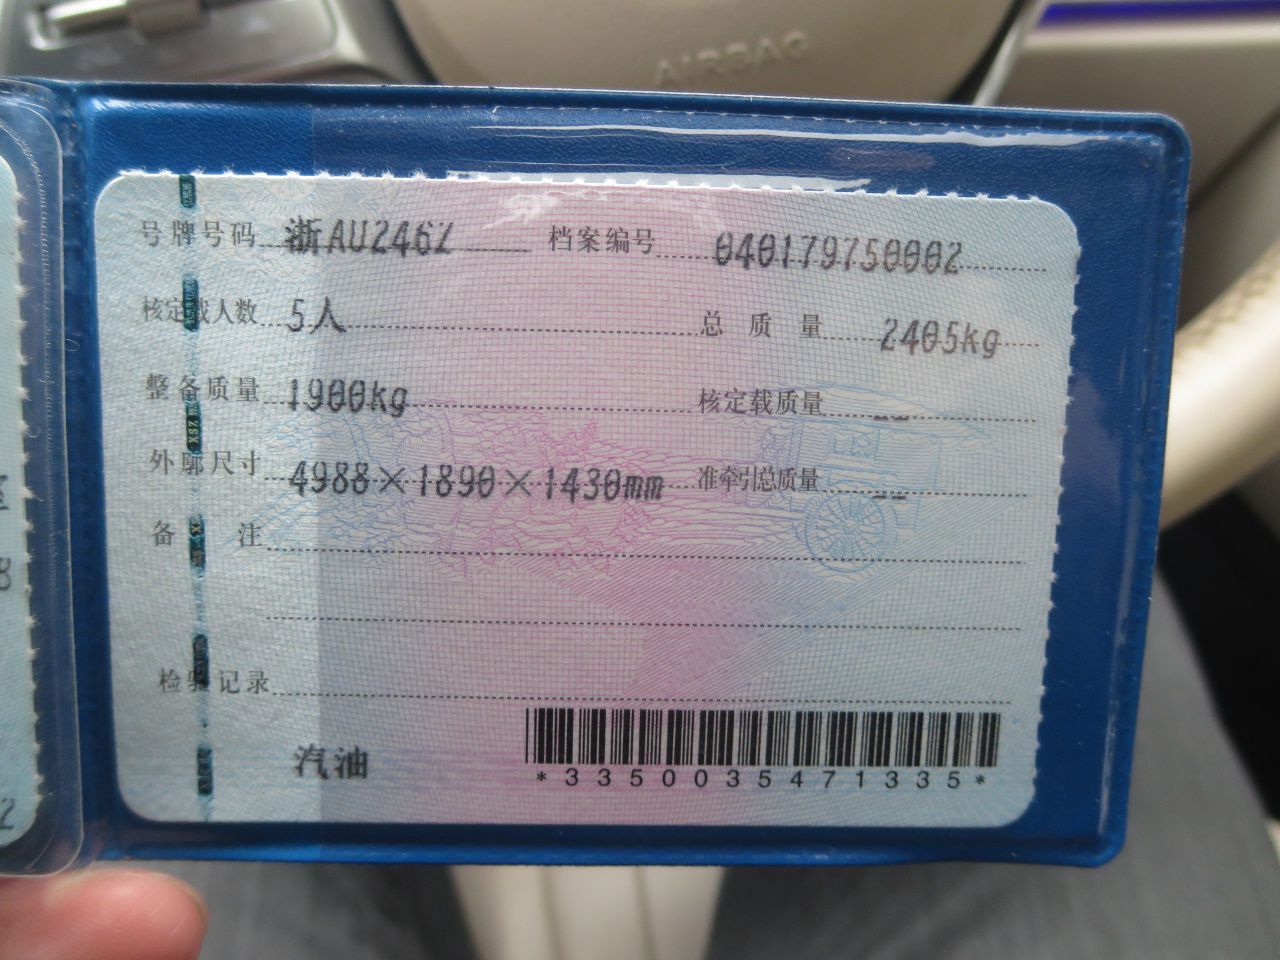 AIRBAG
号牌号码 浙AU246Z 档案编号 040179750002
核定载人数 5人 总质量 2405kg
整备质量 1900kg 核定载质量 --
外廓尺寸 4988×1890×1430mm 准牵引总质量 --
备注
检验记录
汽油
*3350035471335*